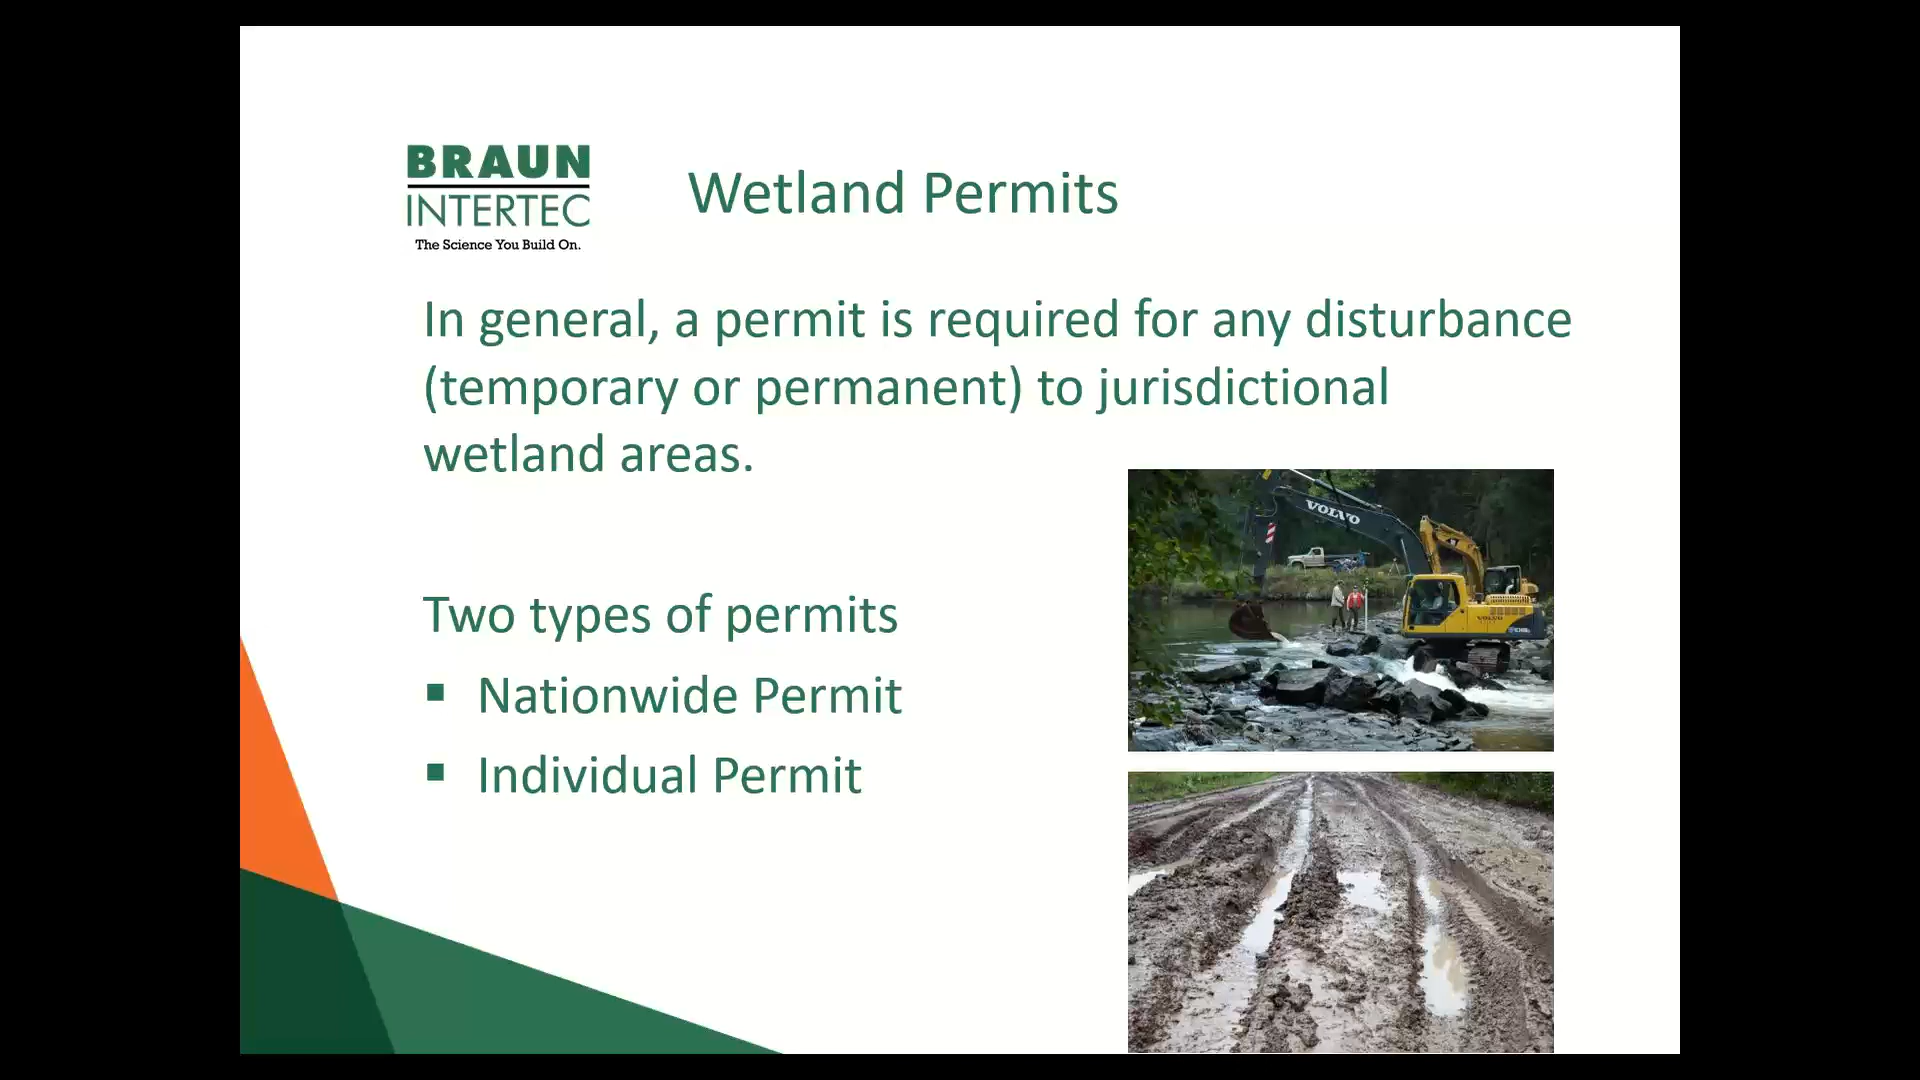 BRAUN
INTERTEC
The Science You Build On.
Wetland Permits
In general, a permit is required for any disturbance
(temporary or permanent) to jurisdictional
wetland areas.
VOLVO
VOLVO
Two types of permits
▪ Nationwide Permit
▪ Individual Permit